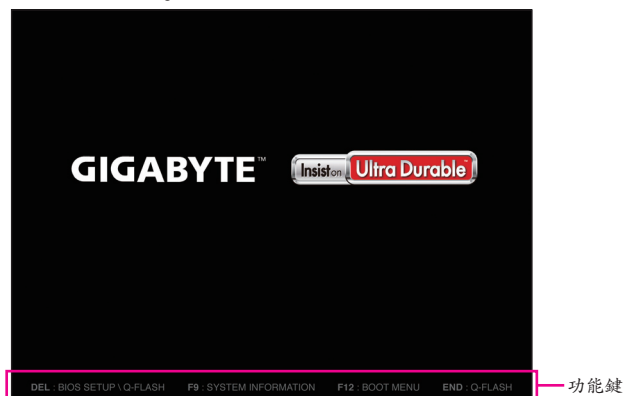 GIGABYTE™
Insist on Ultra Durable™
DEL : BIOS SETUP \ Q-FLASH F9 : SYSTEM INFORMATION F12 : BOOT MENU END : Q-FLASH
功能鍵